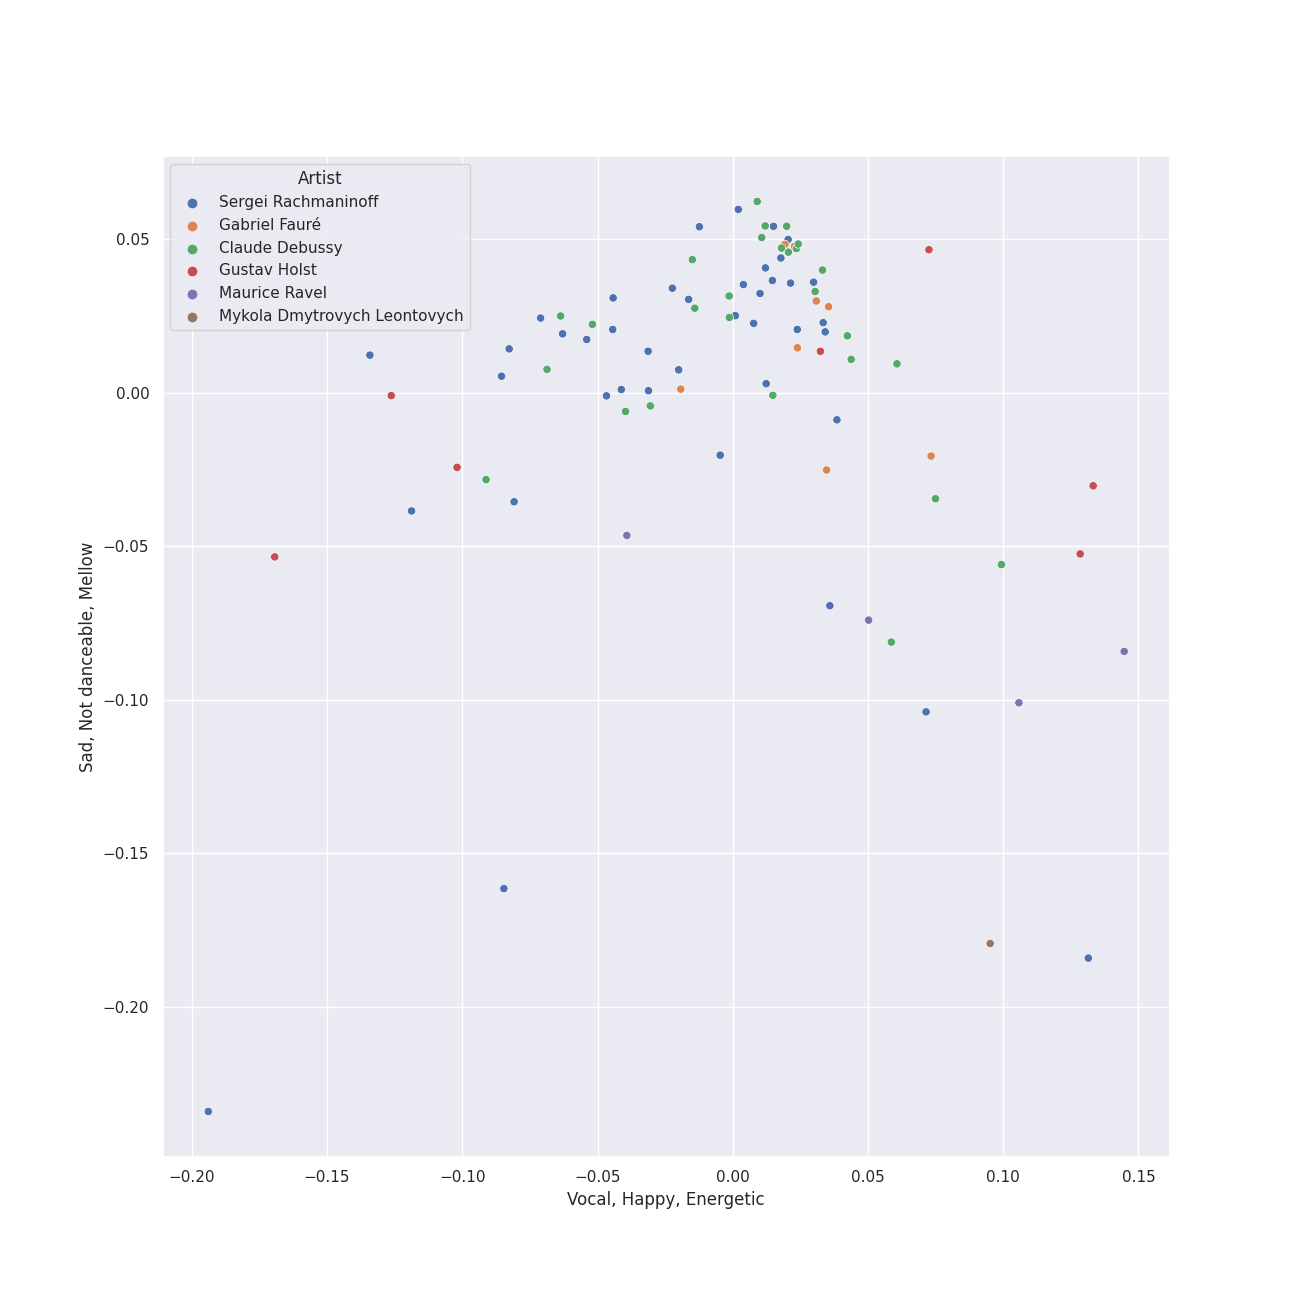 Artist
Sergei Rachmaninoff
Gabriel Fauré
Claude Debussy
Gustav Holst
Maurice Ravel
Mykola Dmytrovych Leontovych
0.05
0.00
−0.05
−0.10
−0.15
−0.20
Sad, Not danceable, Mellow
−0.20 −0.15 −0.10 −0.05 0.00 0.05 0.10 0.15
Vocal, Happy, Energetic